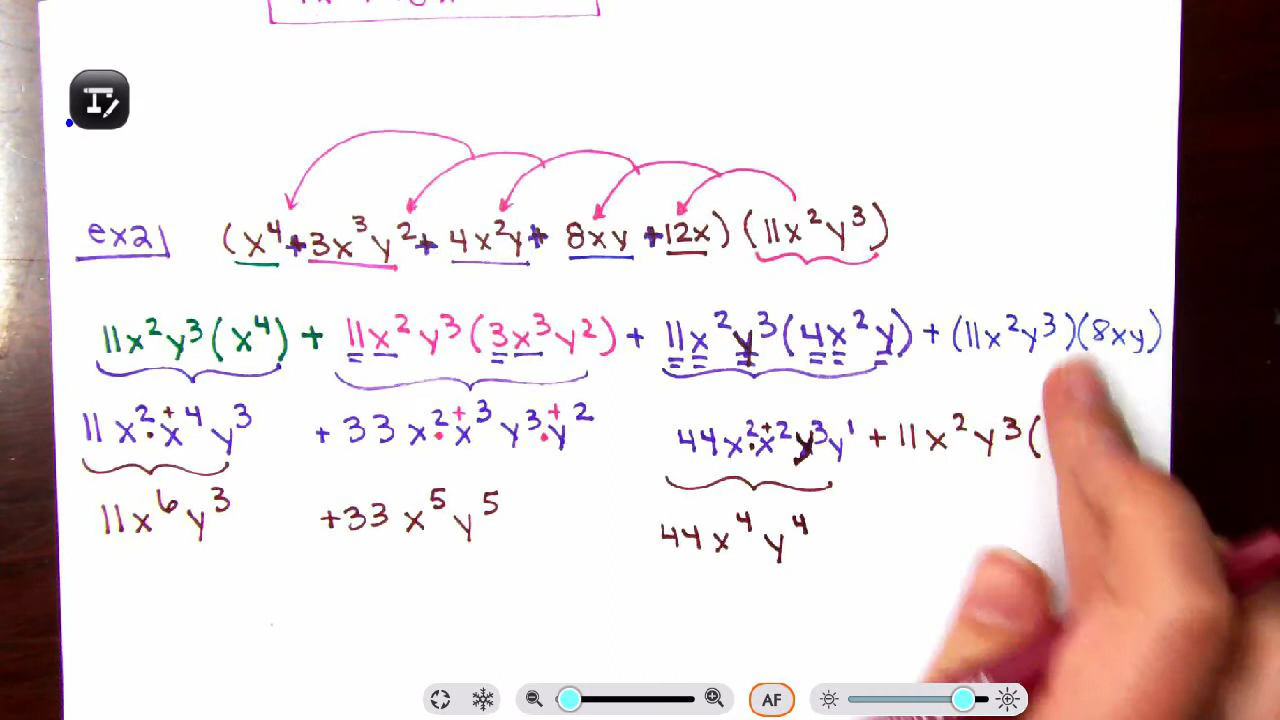 ex2) (x⁴ + 3x³y² + 4x²y + 8xy + 12x) (11x²y³)
11x²y³(x⁴) + 11x²y³(3x³y²) + 11x²y³(4x²y) + (11x²y³)(8xy)
11x²·⁺x⁴y³ + 33x²·⁺x³y³·⁺y² 44x²·⁺x²y³y¹ + 11x²y³(
11x⁶y³ +33x⁵y⁵ 44x⁴y⁴
AF